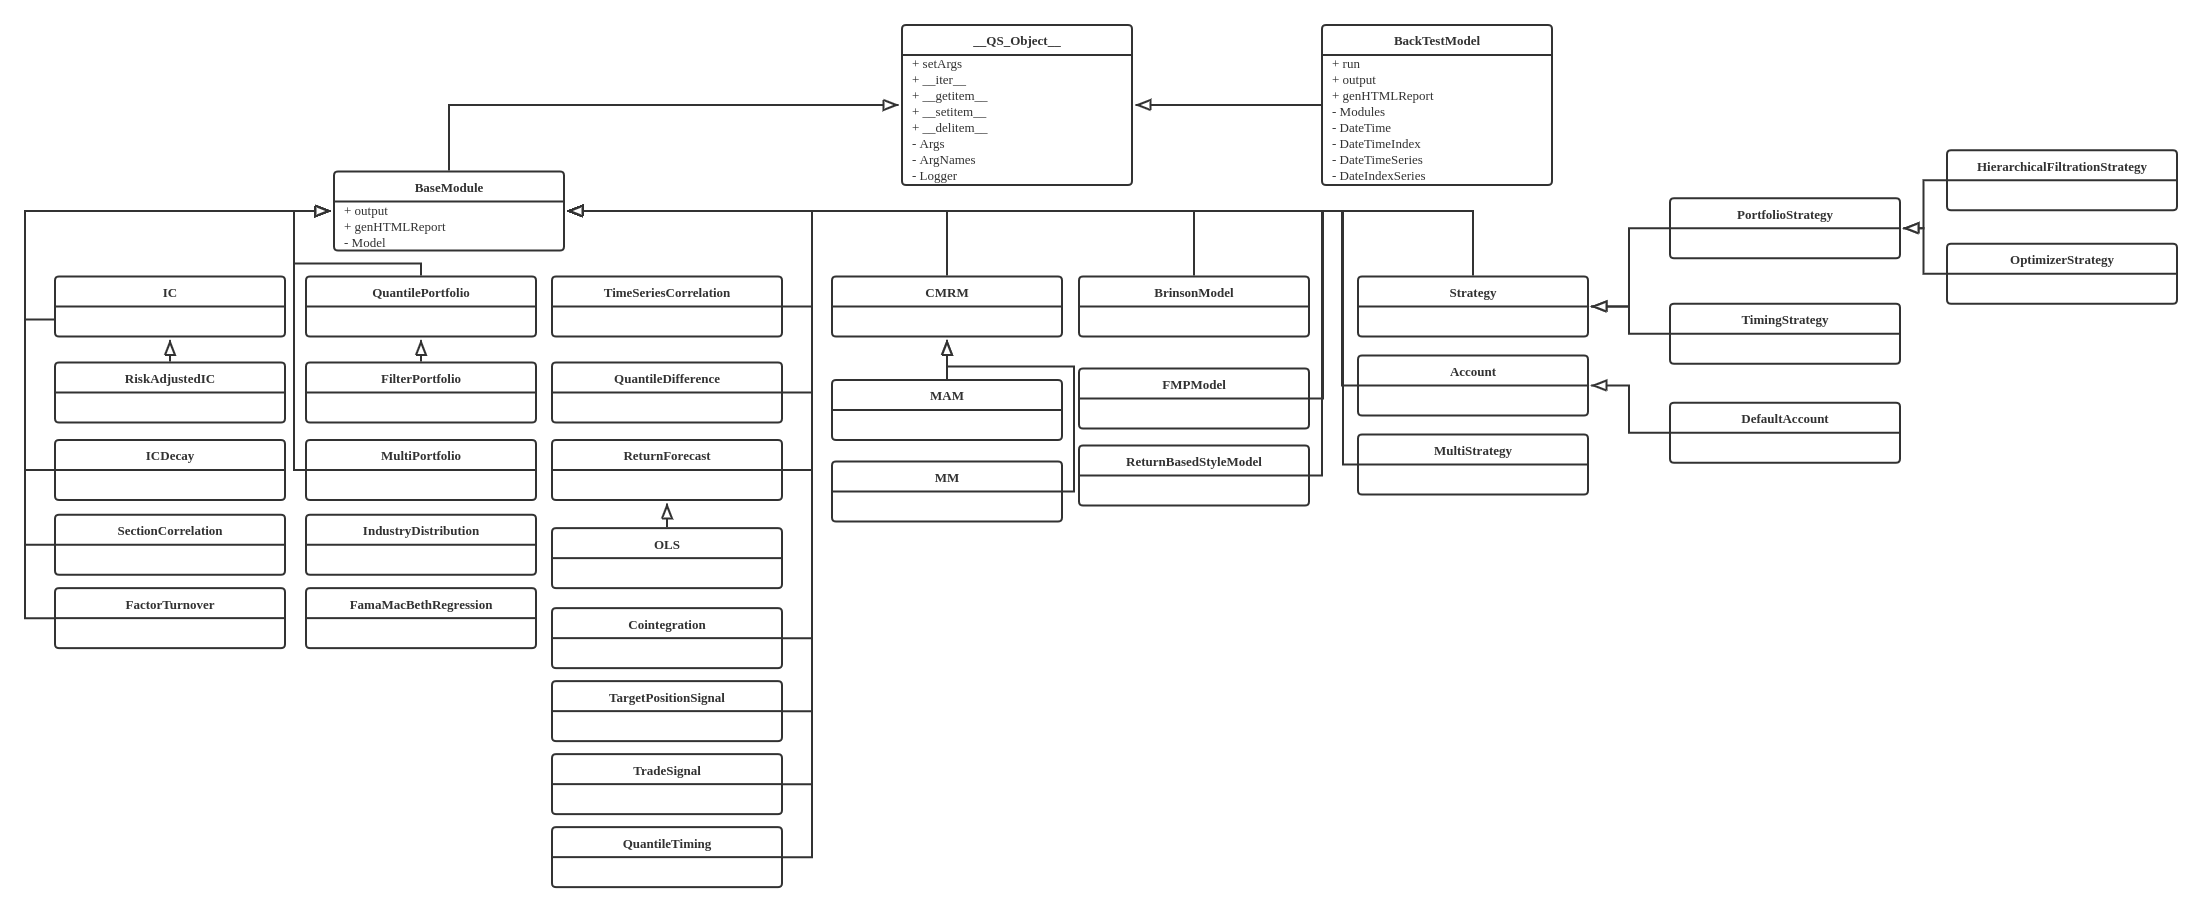 __QS_Object__
+ setArgs
+ __iter__
+ __getitem__
+ __setitem__
+ __delitem__
- Args
- ArgNames
- Logger
BackTestModel
+ run
+ output
+ genHTMLReport
- Modules
- DateTime
- DateTimeIndex
- DateTimeSeries
- DateIndexSeries
BaseModule
+ output
+ genHTMLReport
- Model
HierarchicalFiltrationStrategy
PortfolioStrategy
OptimizerStrategy
IC
QuantilePortfolio
TimeSeriesCorrelation
CMRM
BrinsonModel
Strategy
TimingStrategy
RiskAdjustedIC
FilterPortfolio
QuantileDifference
MAM
FMPModel
Account
DefaultAccount
ICDecay
MultiPortfolio
ReturnForecast
MM
ReturnBasedStyleModel
MultiStrategy
SectionCorrelation
IndustryDistribution
OLS
FactorTurnover
FamaMacBethRegression
Cointegration
TargetPositionSignal
TradeSignal
QuantileTiming